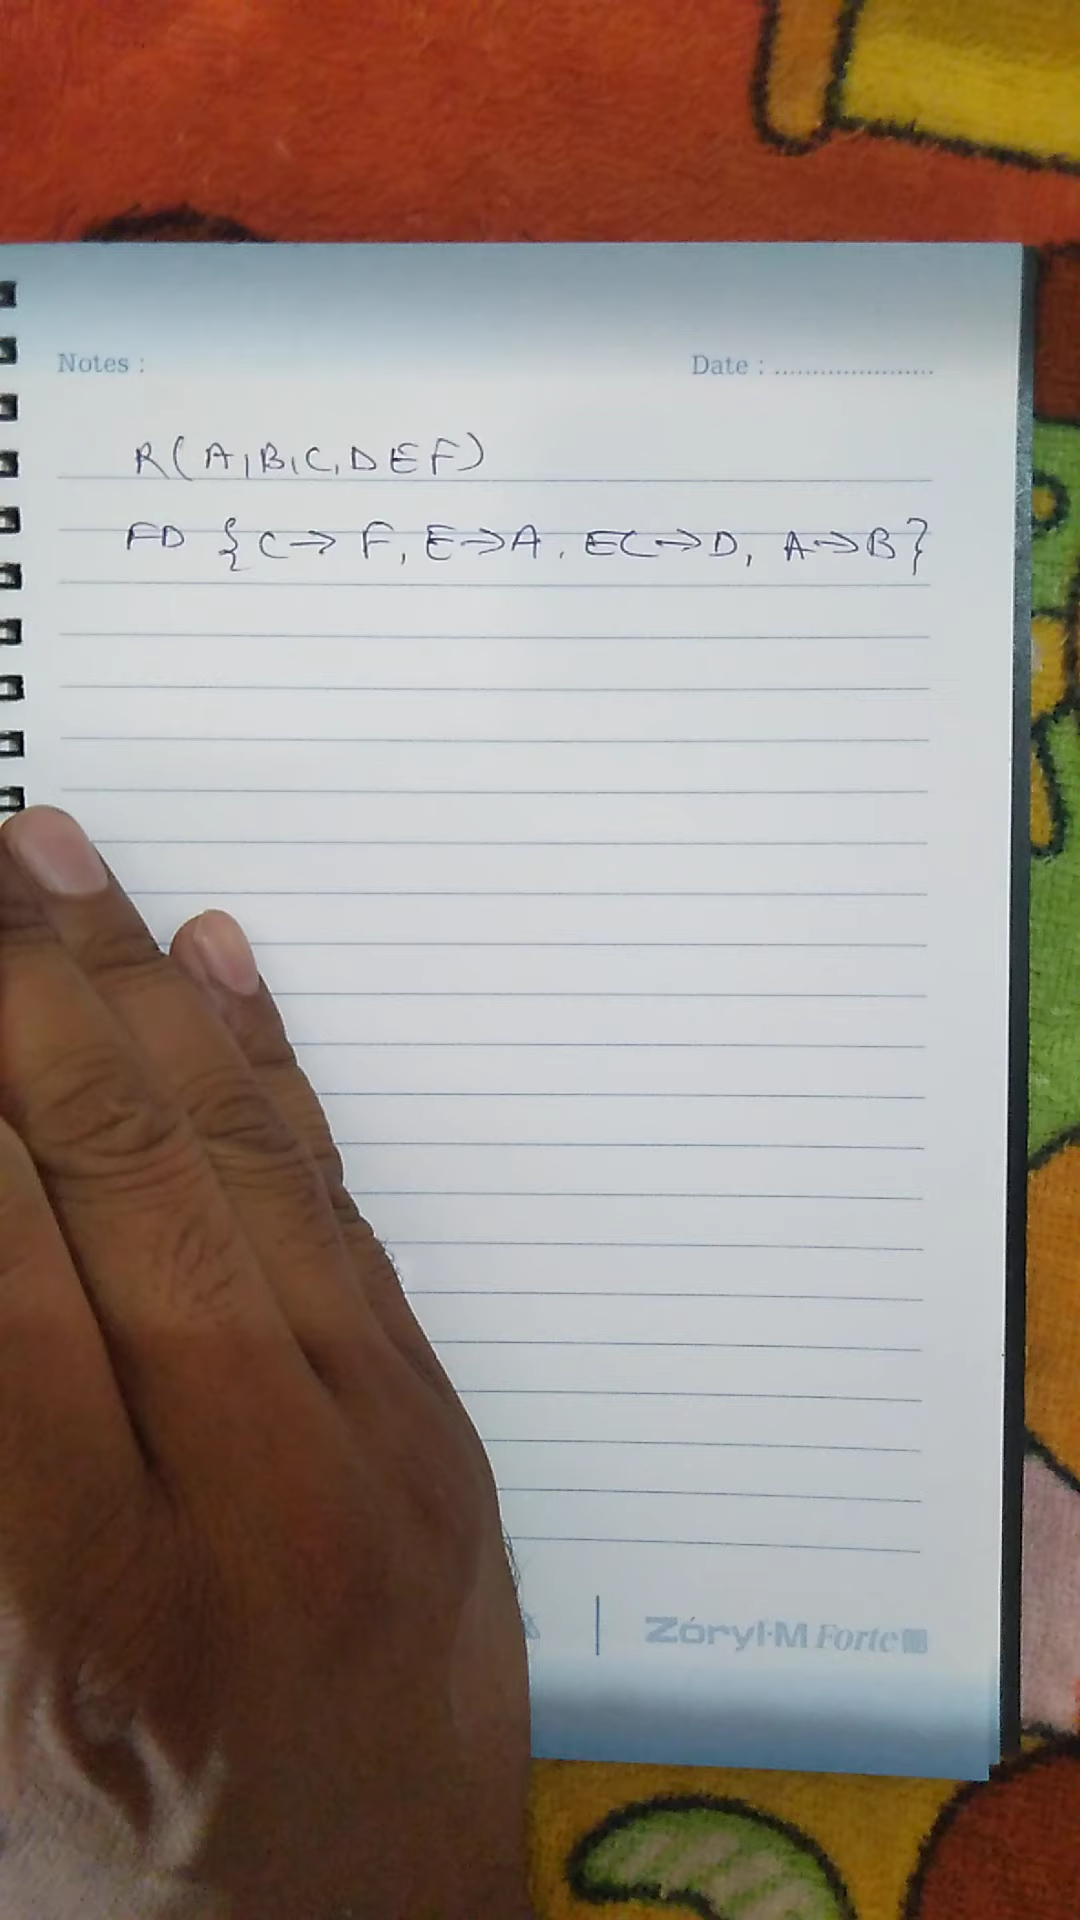 Notes :
Date : ......................
R(A,B,C,DEF)
FD {C→F, E→A, EC→D, A→B}
Zóryl-M Forte